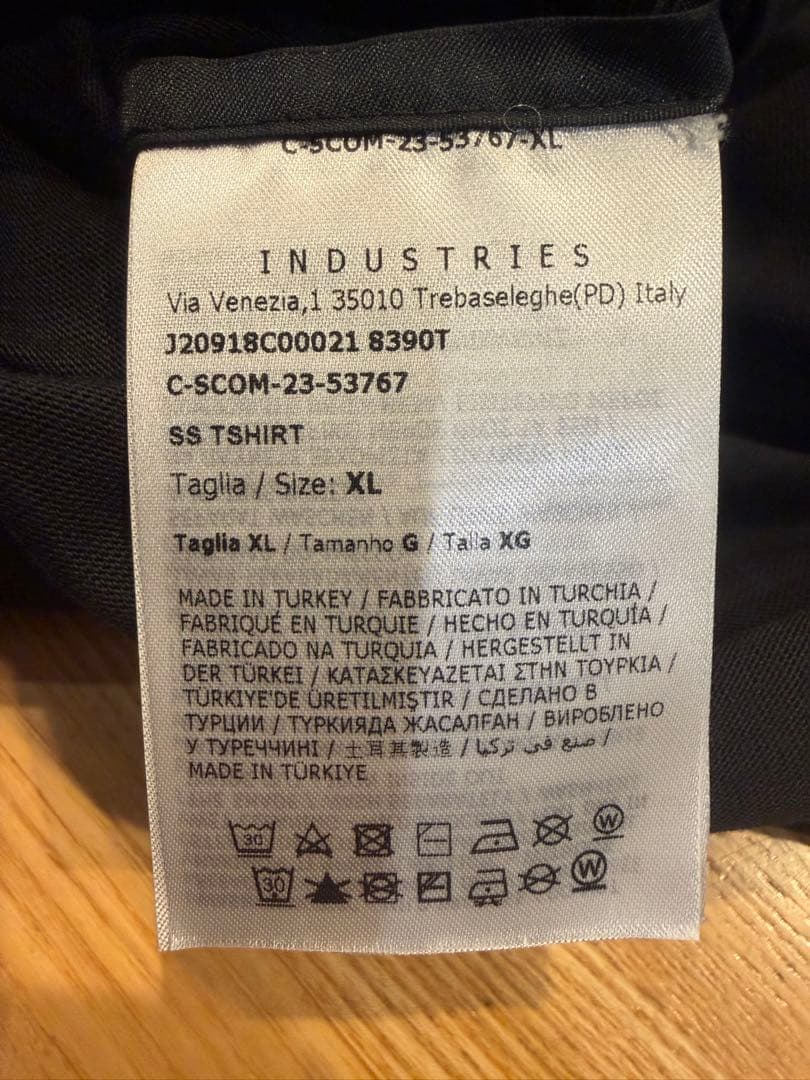 C-SCOM-23-53767-XL
INDUSTRIES
Via Venezia,1 35010 Trebaseleghe(PD) Italy
J20918C00021 8390T
C-SCOM-23-53767
SS TSHIRT
Taglia / Size: XL
Taglia XL / Tamanho G / Talla XG
MADE IN TURKEY / FABBRICATO IN TURCHIA /
FABRIQUÉ EN TURQUIE / HECHO EN TURQUÍA /
FABRICADO NA TURQUIA / HERGESTELLT IN
DER TÜRKEI / ΚΑΤΑΣΚΕΥΑΖΕΤΑΙ ΣΤΗΝ ΤΟΥΡΚΙΑ /
TÜRKIYE'DE ÜRETILMIŞTIR / СДЕЛАНО В
ТУРЦИИ / ТҮРКИЯДА ЖАСАЛҒАН / ВИРОБЛЕНО
У ТУРЕЧЧИНІ / 土耳其製造 / صنع في تركيا /
MADE IN TÜRKIYE
30 W
30 W